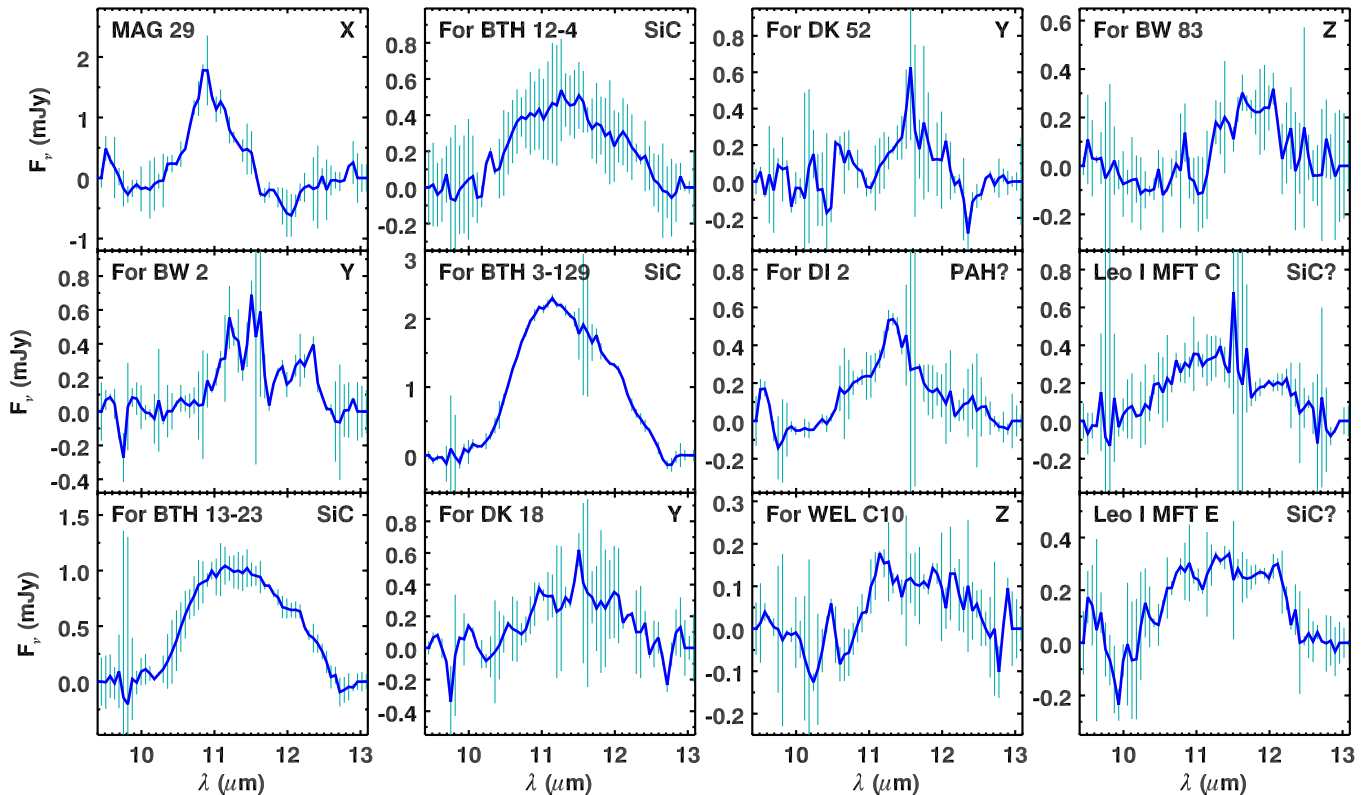 MAG 29 X
For BTH 12-4 SiC
For DK 52 Y
For BW 83 Z
F_ν (mJy)
2
1
0
-1
0.8
0.6
0.4
0.2
0.0
-0.2
0.8
0.6
0.4
0.2
0.0
-0.2
0.6
0.4
0.2
0.0
-0.2
For BW 2 Y
For BTH 3-129 SiC
For DI 2 PAH?
Leo I MFT C SiC?
F_ν (mJy)
0.8
0.6
0.4
0.2
0.0
-0.2
-0.4
3
2
1
0
0.8
0.6
0.4
0.2
0.0
-0.2
0.8
0.6
0.4
0.2
0.0
-0.2
For BTH 13-23 SiC
For DK 18 Y
For WEL C10 Z
Leo I MFT E SiC?
F_ν (mJy)
1.5
1.0
0.5
0.0
0.8
0.6
0.4
0.2
0.0
-0.2
-0.4
-0.6
0.3
0.2
0.1
0.0
-0.1
-0.2
0.4
0.2
0.0
-0.2
10 11 12 13
10 11 12 13
10 11 12 13
10 11 12 13
λ (μm)
λ (μm)
λ (μm)
λ (μm)